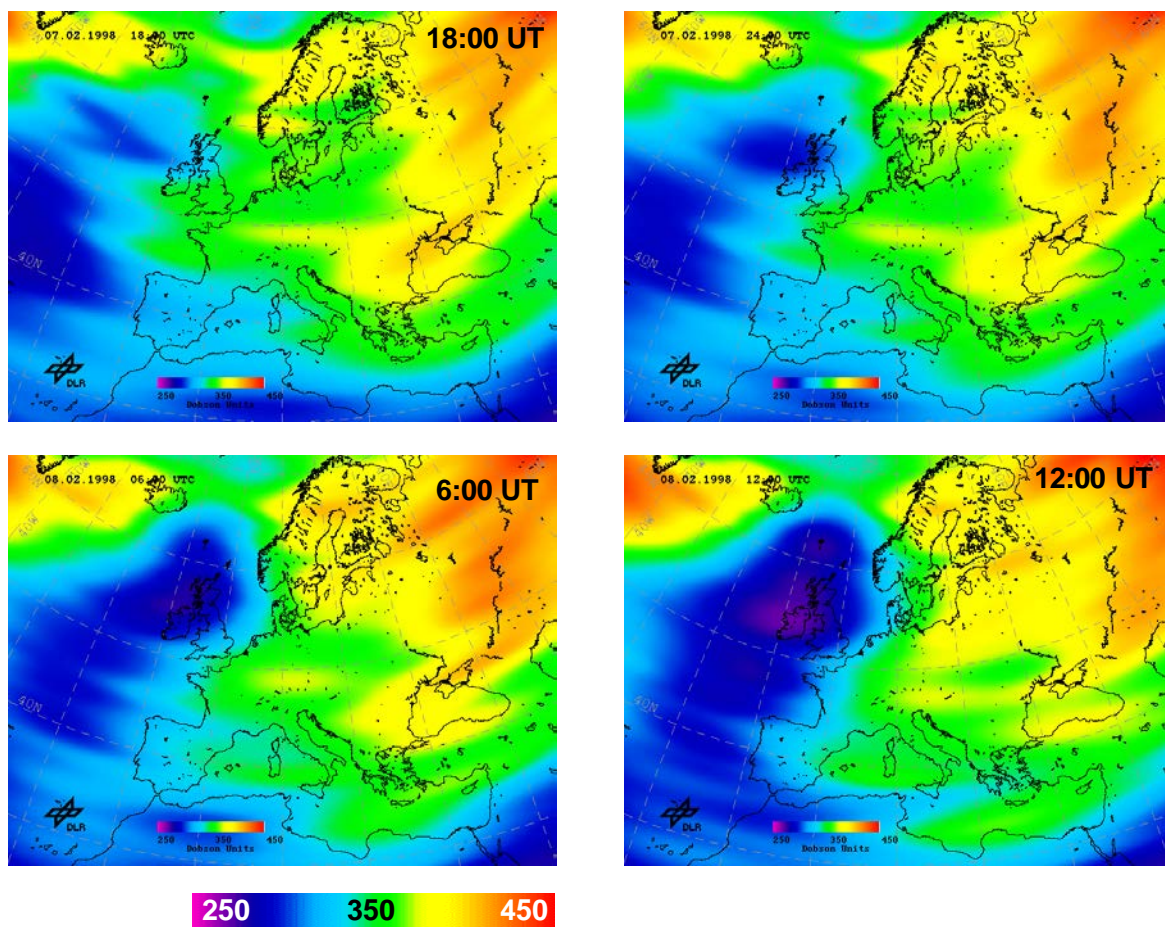 07.02.1998 18:00 UTC
18:00 UT
40N
DLR
250 350 450
Dobson Units
07.02.1998 24:00 UTC
40N
DLR
250 350 450
Dobson Units
08.02.1998 06:00 UTC
6:00 UT
40N
DLR
250 350 450
Dobson Units
08.02.1998 12:00 UTC
12:00 UT
40N
DLR
250 350 450
Dobson Units
250 350 450